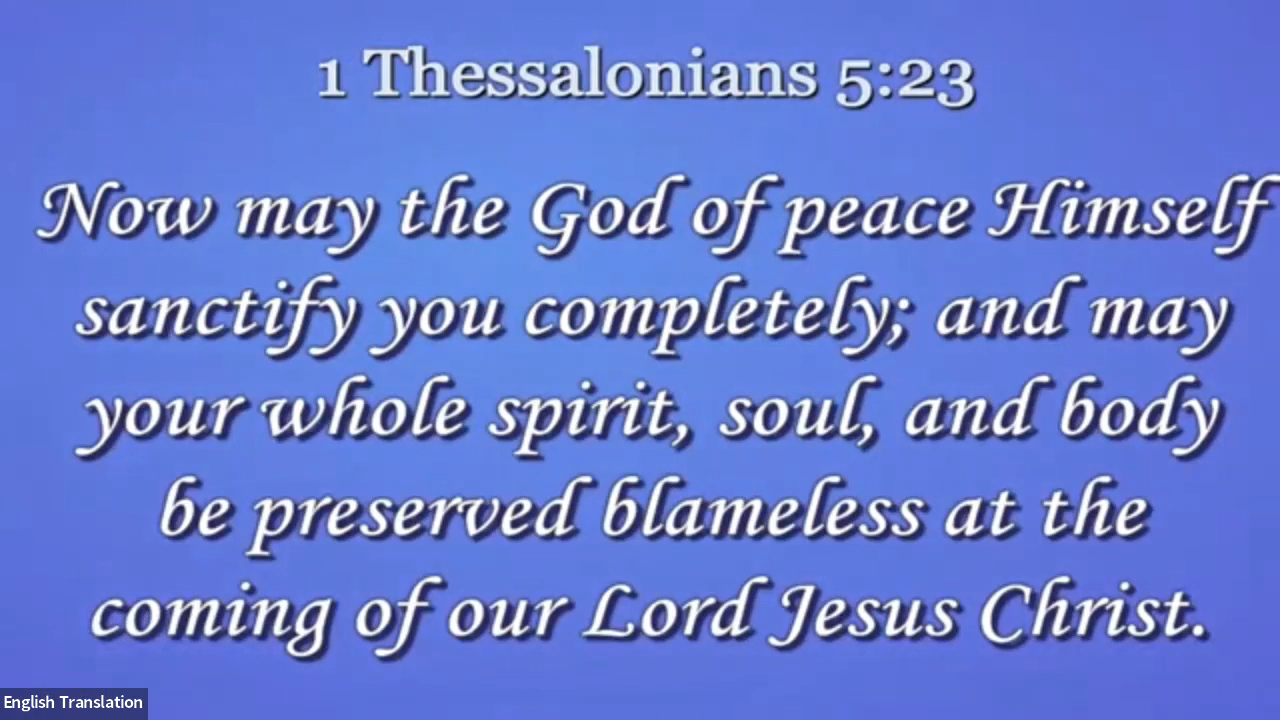 1 Thessalonians 5:23
Now may the God of peace Himself
sanctify you completely; and may
your whole spirit, soul, and body
be preserved blameless at the
coming of our Lord Jesus Christ.
English Translation